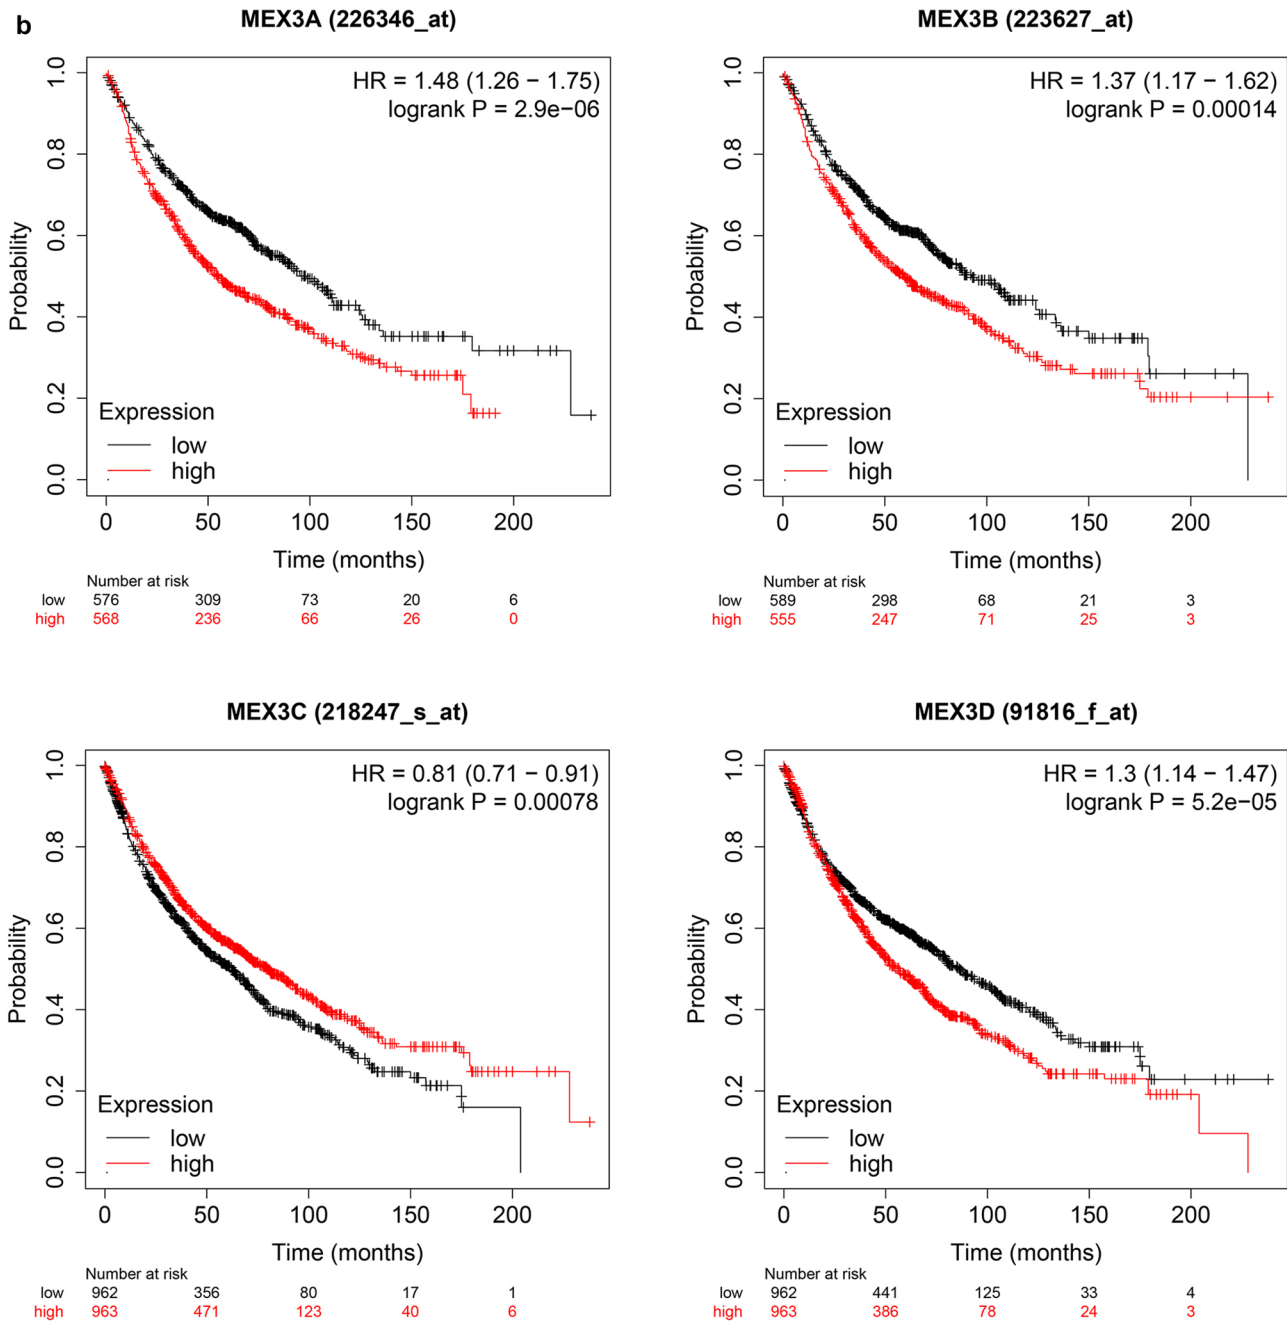 b
MEX3A (226346_at)
HR = 1.48 (1.26 − 1.75)
logrank P = 2.9e−06
Probability
1.0
0.8
0.6
0.4
0.2
0.0
Expression
low
high
0 50 100 150 200
Time (months)
Number at risk
low 576 309 73 20 6
high 568 236 66 26 0
MEX3B (223627_at)
HR = 1.37 (1.17 − 1.62)
logrank P = 0.00014
Probability
1.0
0.8
0.6
0.4
0.2
0.0
Expression
low
high
0 50 100 150 200
Time (months)
Number at risk
low 589 298 68 21 3
high 555 247 71 25 3
MEX3C (218247_s_at)
HR = 0.81 (0.71 − 0.91)
logrank P = 0.00078
Probability
1.0
0.8
0.6
0.4
0.2
0.0
Expression
low
high
0 50 100 150 200
Time (months)
Number at risk
low 962 356 80 17 1
high 963 471 123 40 6
MEX3D (91816_f_at)
HR = 1.3 (1.14 − 1.47)
logrank P = 5.2e−05
Probability
1.0
0.8
0.6
0.4
0.2
0.0
Expression
low
high
0 50 100 150 200
Time (months)
Number at risk
low 962 441 125 33 4
high 963 386 78 24 3